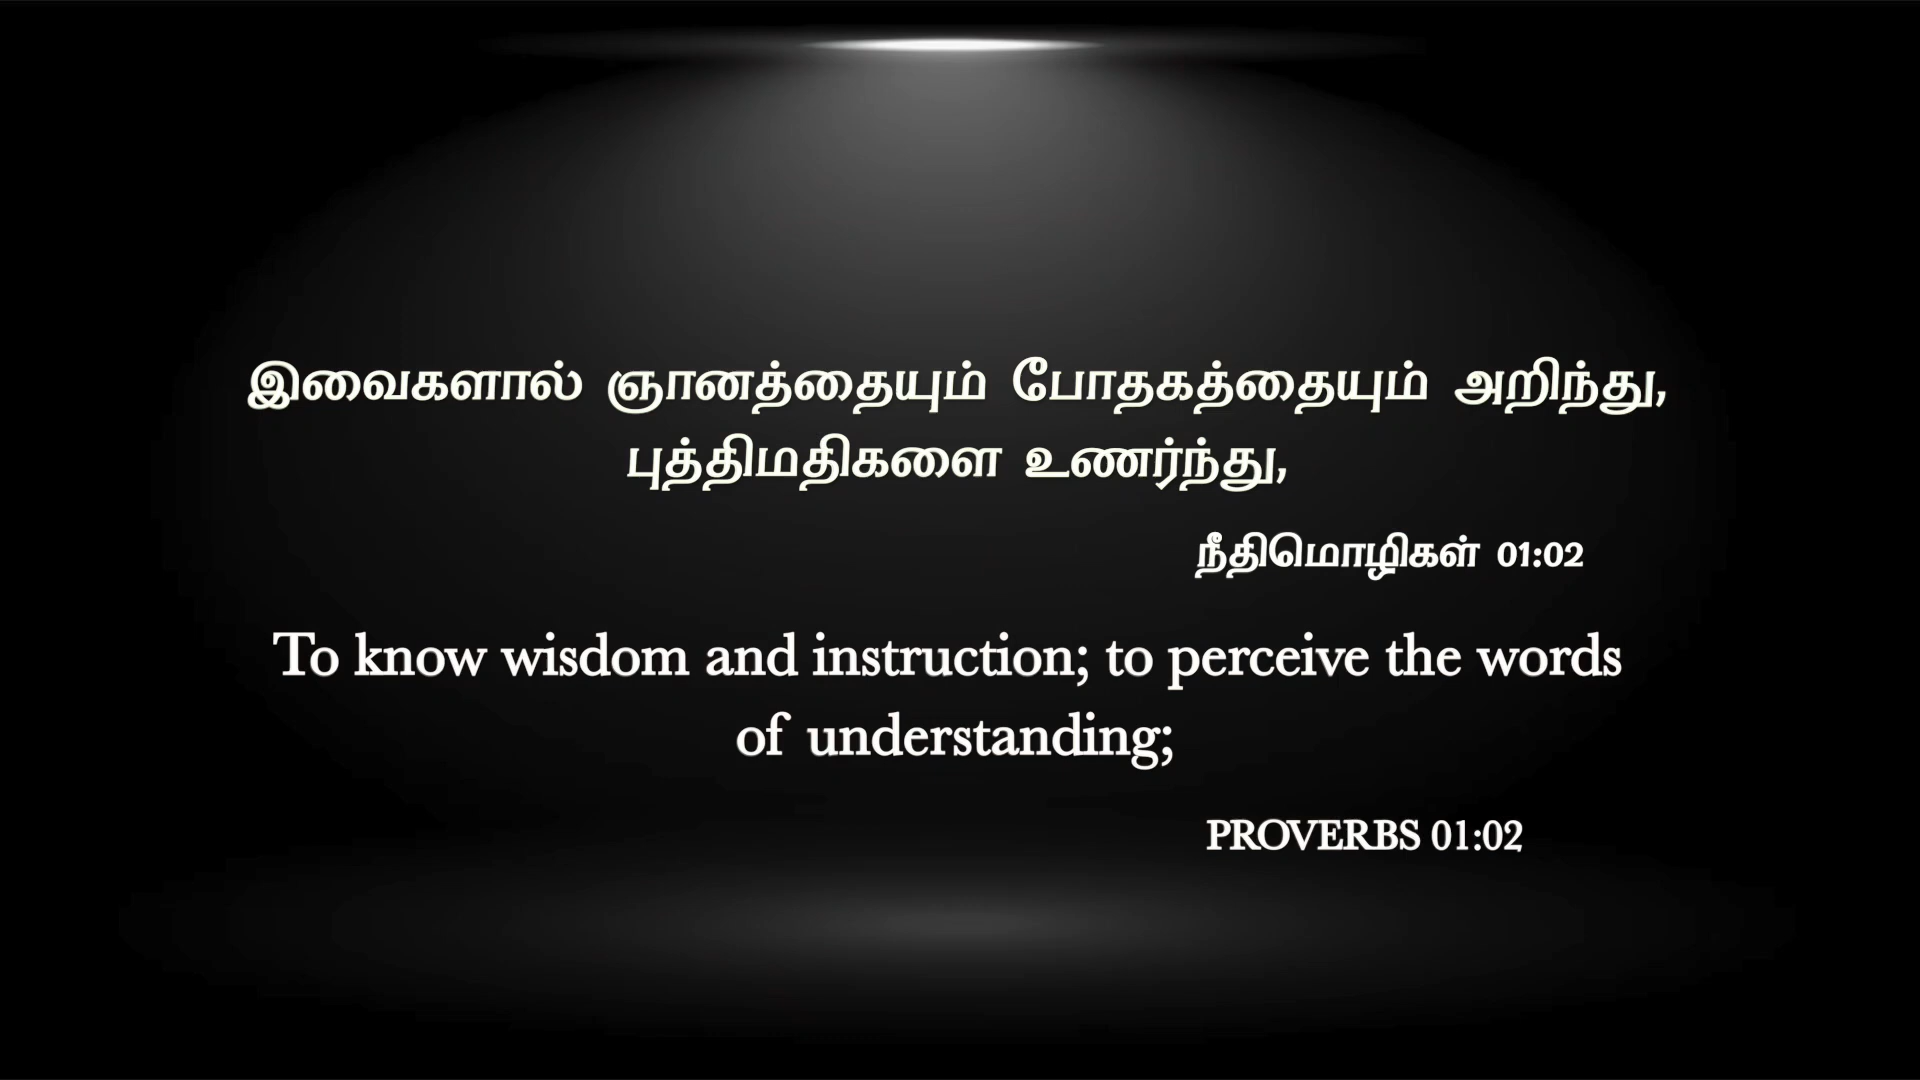 இவைகளால் ஞானத்தையும் போதகத்தையும் அறிந்து,
புத்திமதிகளை உணர்ந்து,
நீதிமொழிகள் 01:02
To know wisdom and instruction; to perceive the words
of understanding;
PROVERBS 01:02